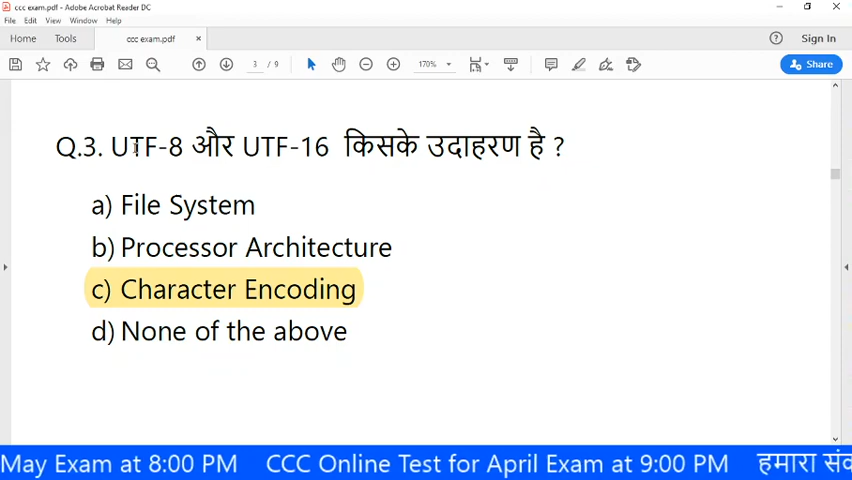 ccc exam.pdf - Adobe Acrobat Reader DC
File Edit View Window Help
Home Tools ccc exam.pdf × Sign In
3 / 9 170% Share
Q.3. UTF-8 और UTF-16 किसके उदाहरण है ?
a) File System
b) Processor Architecture
c) Character Encoding
d) None of the above
May Exam at 8:00 PM CCC Online Test for April Exam at 9:00 PM हमारा